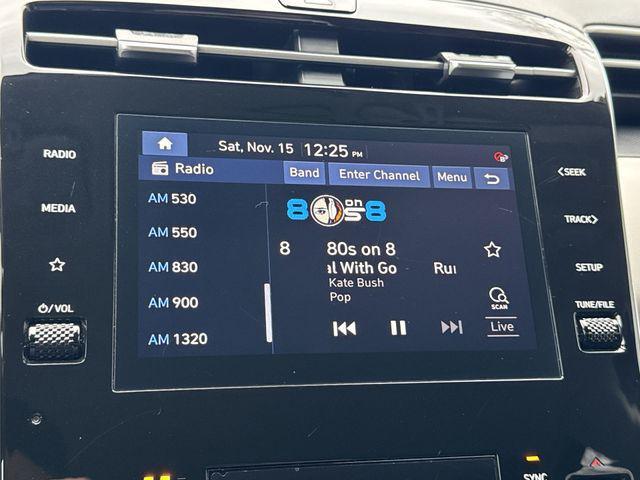 Sat, Nov. 15 12:25 PM
RADIO
MEDIA
/VOL
Radio Band Enter Channel Menu
AM 530
AM 550
AM 830
AM 900
AM 1320
8 on 8
80s
8 80s on 8
l With Go Ru
Kate Bush
Pop
SCAN
Live
<SEEK
TRACK>
SETUP
TUNE/FILE
SYNC